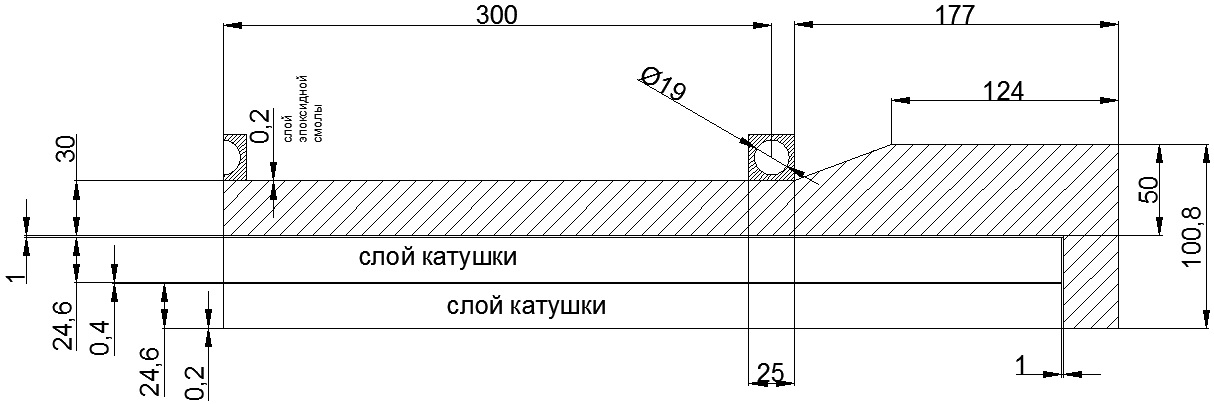 300
177
Ø19
124
0,2
слой
эпоксидной
смолы
30
50
100,8
слой катушки
1
слой катушки
24,6
0,4
24,6
0,2
25
1